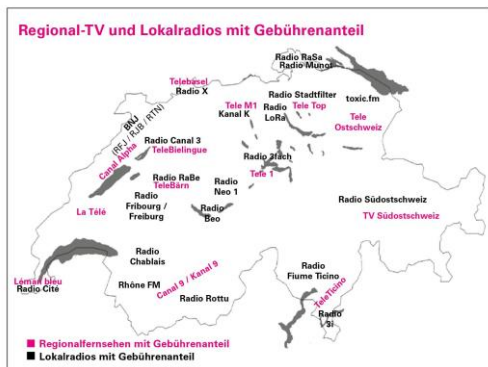 Regional-TV und Lokalradios mit Gebührenanteil
Radio RaSa
Radio Munot
Telebasel
Radio X
Radio Stadtfilter
toxic.fm
Tele M1
Kanal K
Radio
LoRa
Tele Top
Tele
Ostschweiz
BNJ
(RFJ / RJB / RTN)
Canal Alpha
Radio Canal 3
TeleBielingue
Radio 3fach
Tele 1
Radio RaBe
TeleBärn
Radio
Neo 1
Radio
Fribourg /
Freiburg
Radio
Beo
La Télé
Radio Südostschweiz
TV Südostschweiz
Radio
Chablais
Léman bleu
Radio Cité
Rhône FM
Canal 9 / Kanal 9
Radio Rottu
Radio
Fiume Ticino
TeleTicino
Radio
3i
Regionalfernsehen mit Gebührenanteil
Lokalradios mit Gebührenanteil